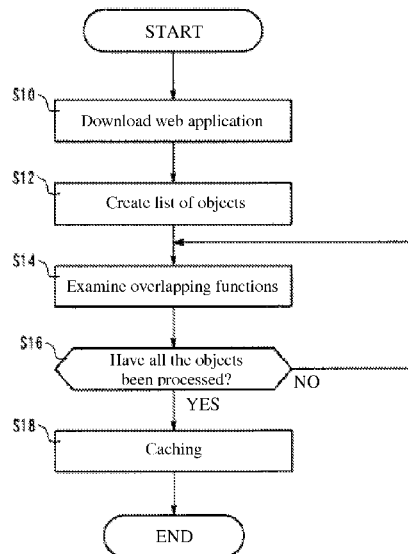 START
S10
Download web application
S12
Create list of objects
S14
Examine overlapping functions
S16
Have all the objects
been processed?
NO
YES
S18
Caching
END